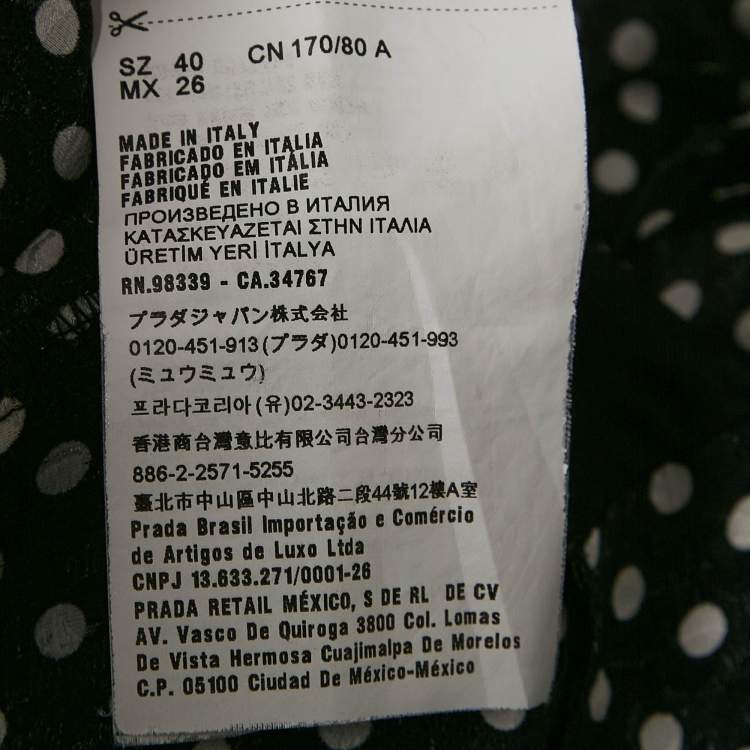 SZ 40 CN 170/80 A
MX 26
MADE IN ITALY
FABRICADO EN ITALIA
FABRICADO EM ITÀLIA
FABRIQUÉ EN ITALIE
ПРОИЗВЕДЕНО В ИТАЛИЯ
ΚΑΤΑΣΚΕΥΑΖΕΤΑΙ ΣΤΗΝ ΙΤΑΛΙΑ
ÜRETİM YERİ İTALYA
RN.98339 - CA.34767
プラダジャパン株式会社
0120-451-913(プラダ)0120-451-993
(ミュウミュウ)
프라다코리아(유)02-3443-2323
香港商台灣意比有限公司台灣分公司
886-2-2571-5255
臺北市中山區中山北路二段44號12樓A室
Prada Brasil Importação e Comércio
de Artigos de Luxo Ltda
CNPJ 13.633.271/0001-26
PRADA RETAIL MÉXICO, S DE RL DE CV
AV. Vasco De Quiroga 3800 Col. Lomas
De Vista Hermosa Cuajimalpa De Morelos
C.P. 05100 Ciudad De México-México